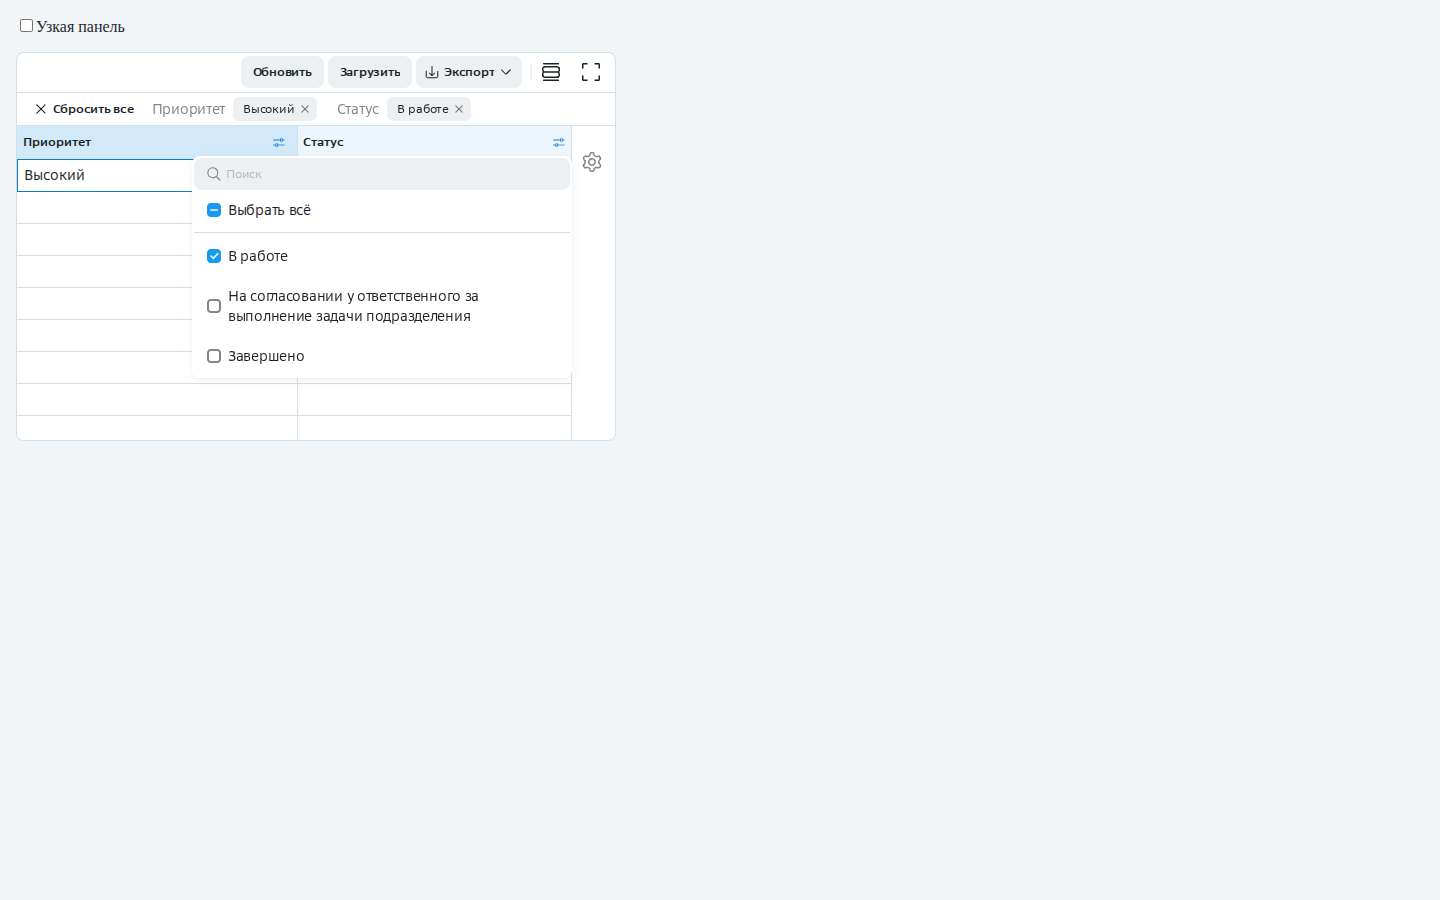 Узкая панель
Обновить Загрузить Экспорт
Сбросить все Приоритет Высокий Статус В работе
Приоритет Статус
Высокий
Поиск
Выбрать всё
В работе
На согласовании у ответственного за
выполнение задачи подразделения
Завершено